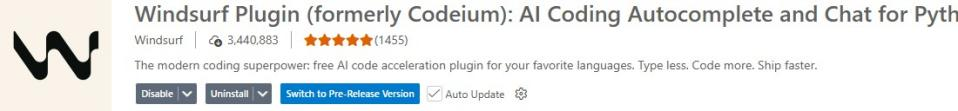 Windsurf Plugin (formerly Codeium): AI Coding Autocomplete and Chat for Pyth
Windsurf 3,440,883 (1455)
The modern coding superpower: free AI code acceleration plugin for your favorite languages. Type less. Code more. Ship faster.
Disable Uninstall Switch to Pre-Release Version Auto Update